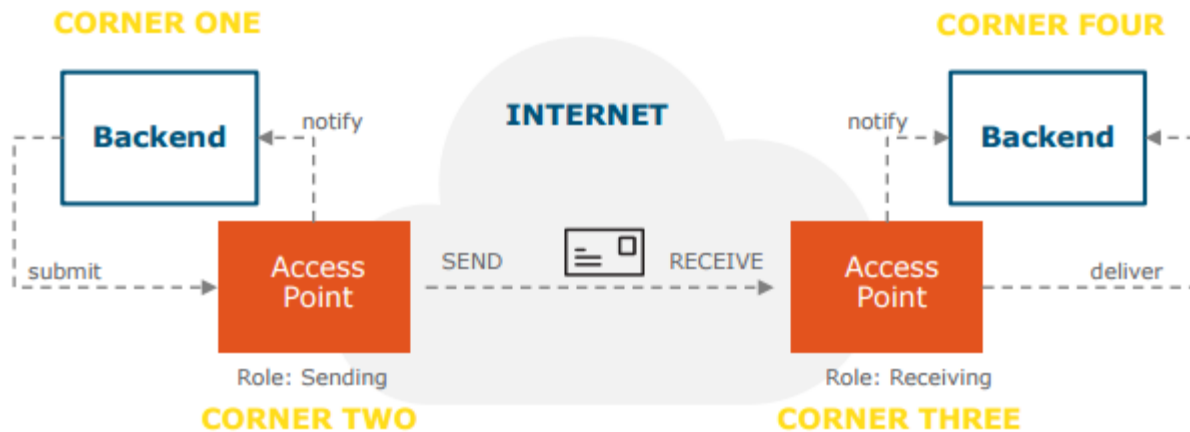 CORNER ONE
CORNER FOUR
Backend
notify
INTERNET
notify
Backend
submit
Access
Point
SEND
RECEIVE
Access
Point
deliver
Role: Sending
Role: Receiving
CORNER TWO
CORNER THREE